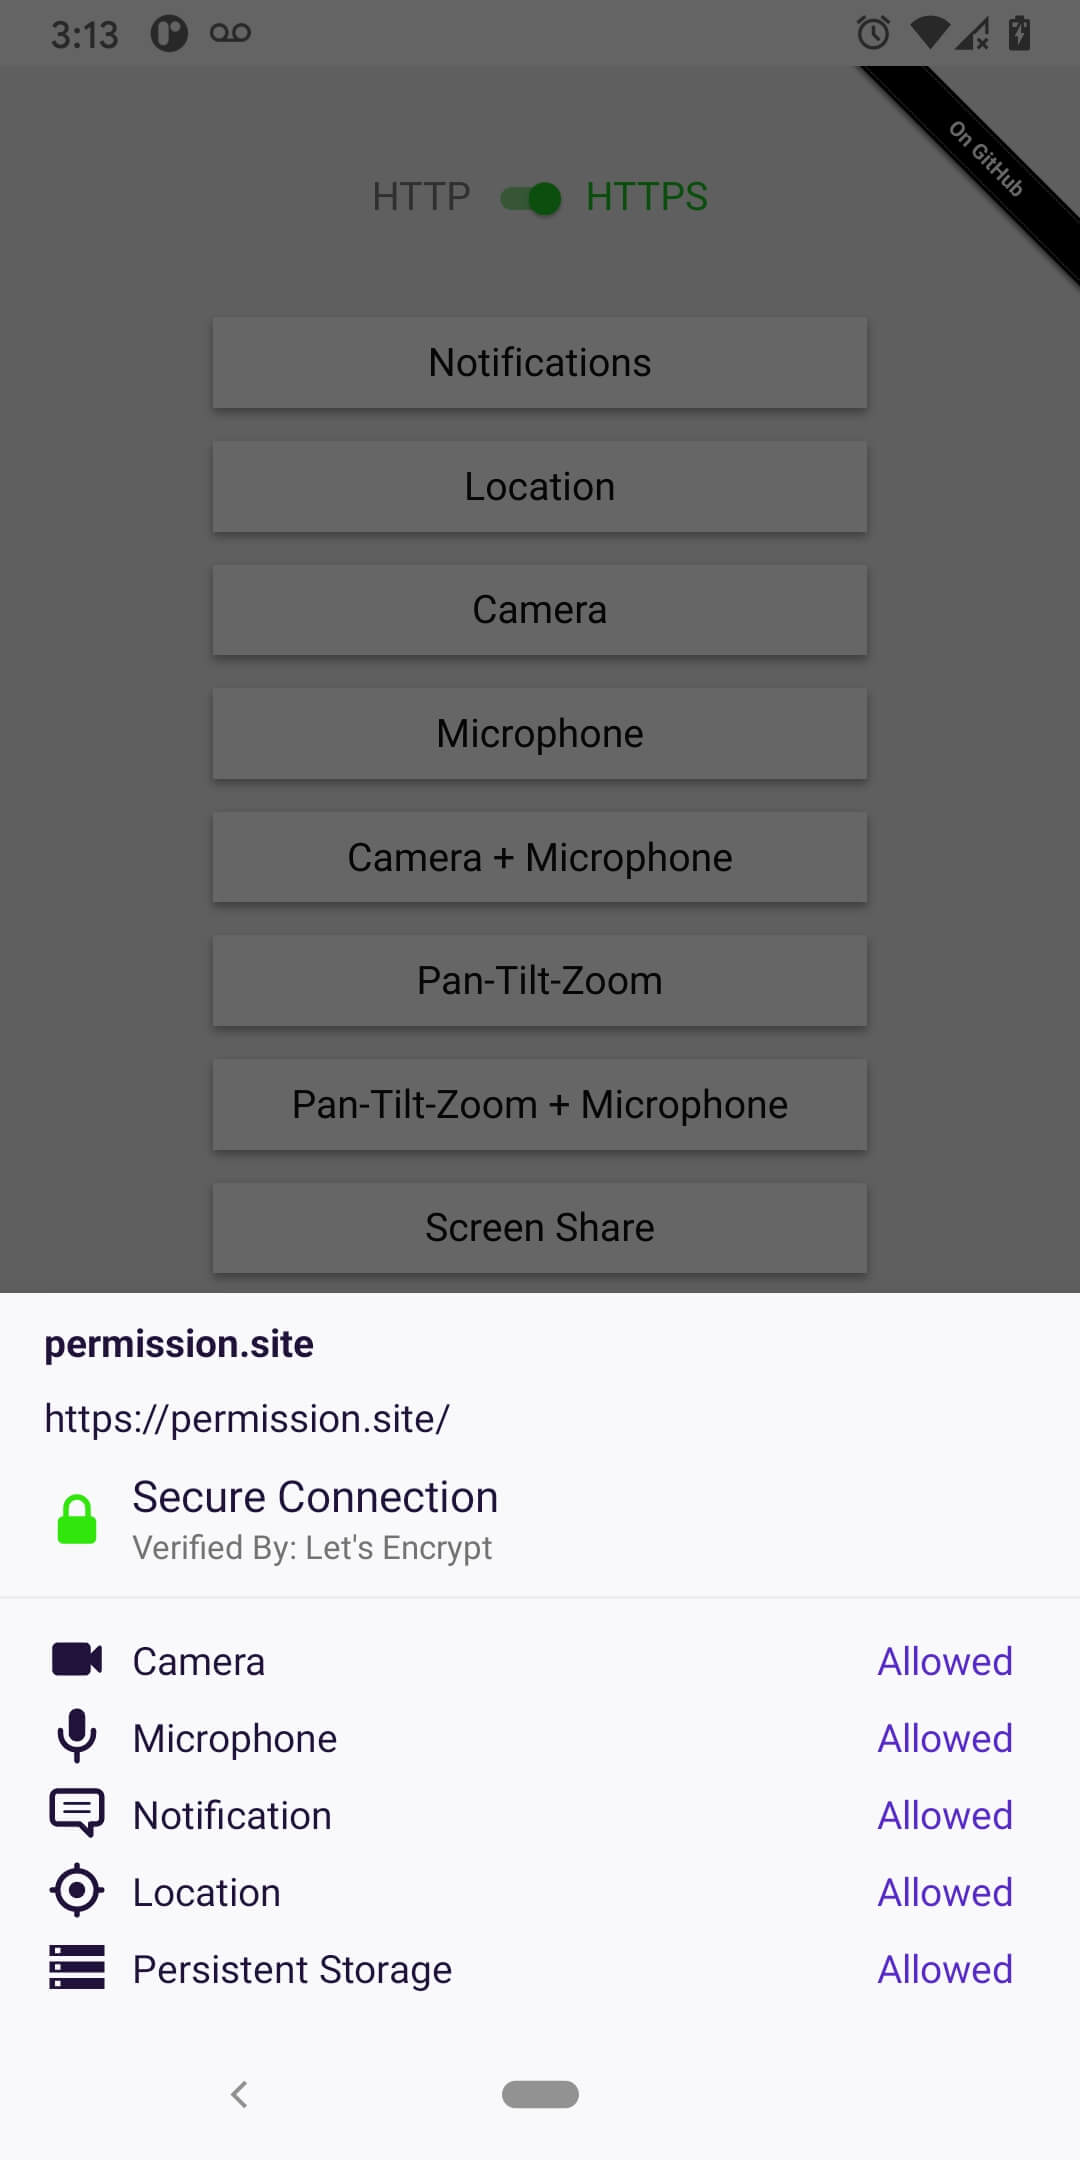 3:13
On GitHub
HTTP HTTPS
Notifications
Location
Camera
Microphone
Camera + Microphone
Pan-Tilt-Zoom
Pan-Tilt-Zoom + Microphone
Screen Share
permission.site
https://permission.site/
Secure Connection
Verified By: Let's Encrypt
Camera Allowed
Microphone Allowed
Notification Allowed
Location Allowed
Persistent Storage Allowed